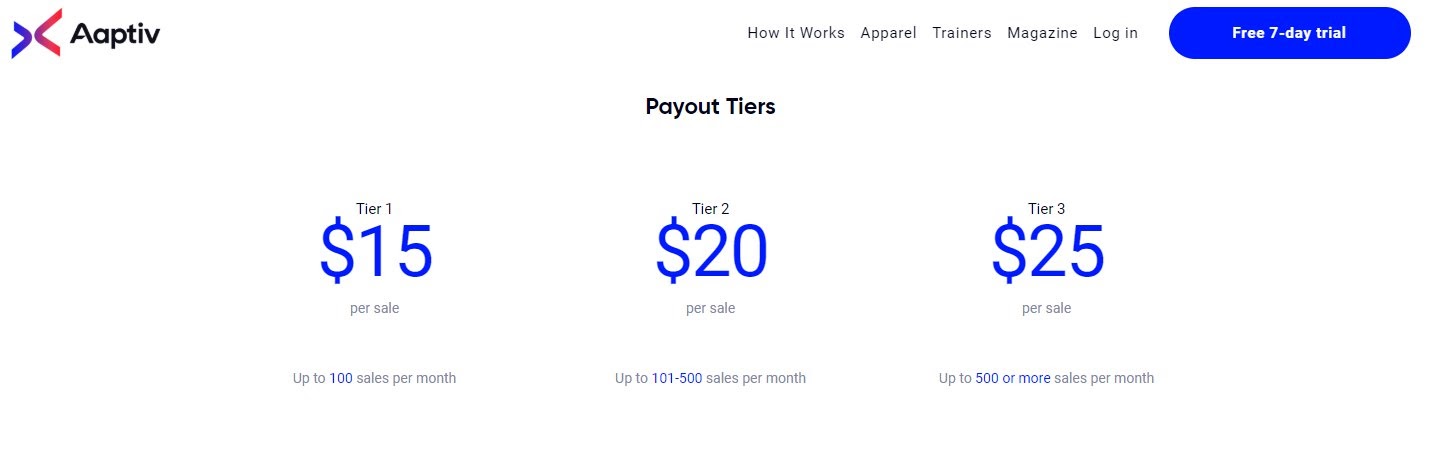 Aaptiv How It Works Apparel Trainers Magazine Log in Free 7-day trial
Payout Tiers
Tier 1 Tier 2 Tier 3
$15 $20 $25
per sale per sale per sale
Up to 100 sales per month Up to 101-500 sales per month Up to 500 or more sales per month